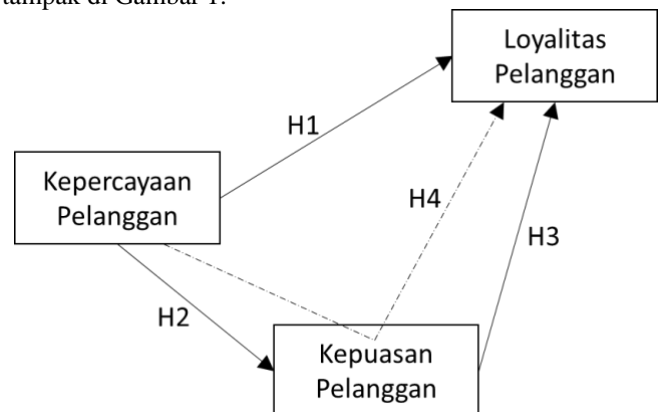 tampak di Gambar 1.
Loyalitas
Pelanggan
H1
Kepercayaan
Pelanggan
H4
H3
H2
Kepuasan
Pelanggan